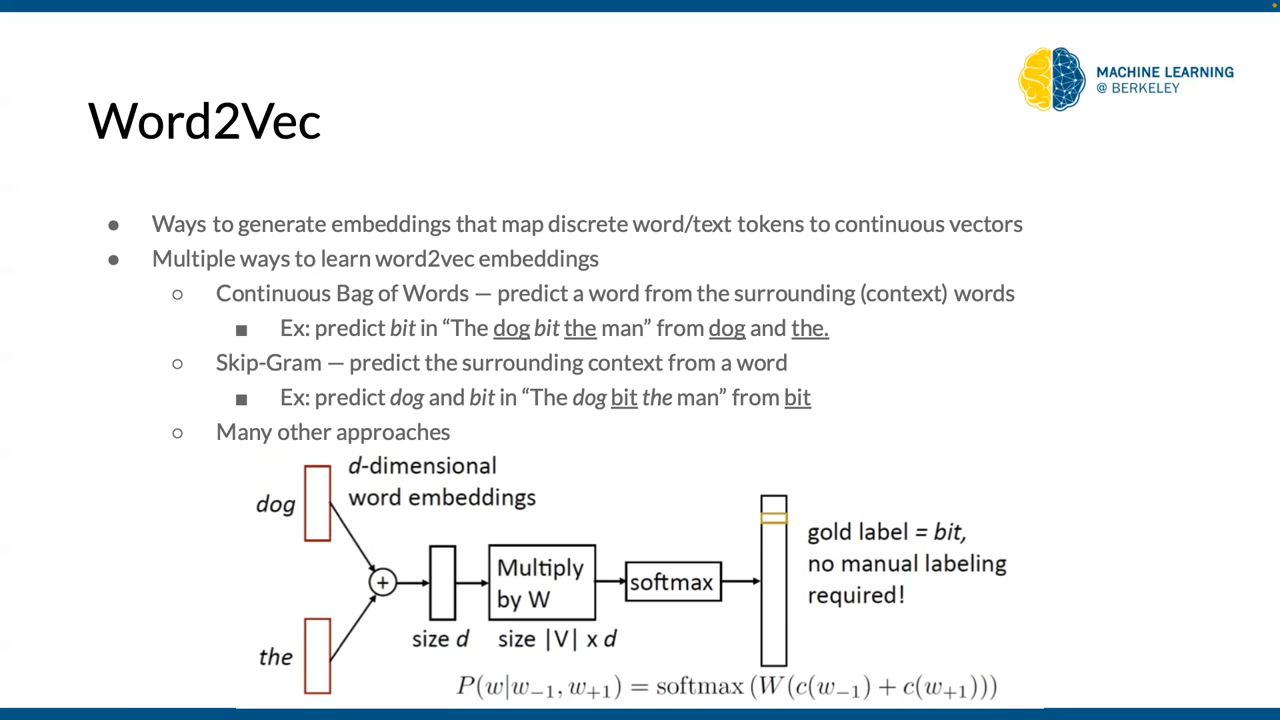 MACHINE LEARNING
@ BERKELEY
Word2Vec
● Ways to generate embeddings that map discrete word/text tokens to continuous vectors
● Multiple ways to learn word2vec embeddings
○ Continuous Bag of Words — predict a word from the surrounding (context) words
■ Ex: predict bit in “The dog bit the man” from dog and the.
○ Skip-Gram — predict the surrounding context from a word
■ Ex: predict dog and bit in “The dog bit the man” from bit
○ Many other approaches
d-dimensional
word embeddings
dog
the
+
size d
Multiply
by W
size |V| x d
softmax
gold label = bit,
no manual labeling
required!
P(w|w₋₁, w₊₁) = softmax (W(c(w₋₁) + c(w₊₁)))